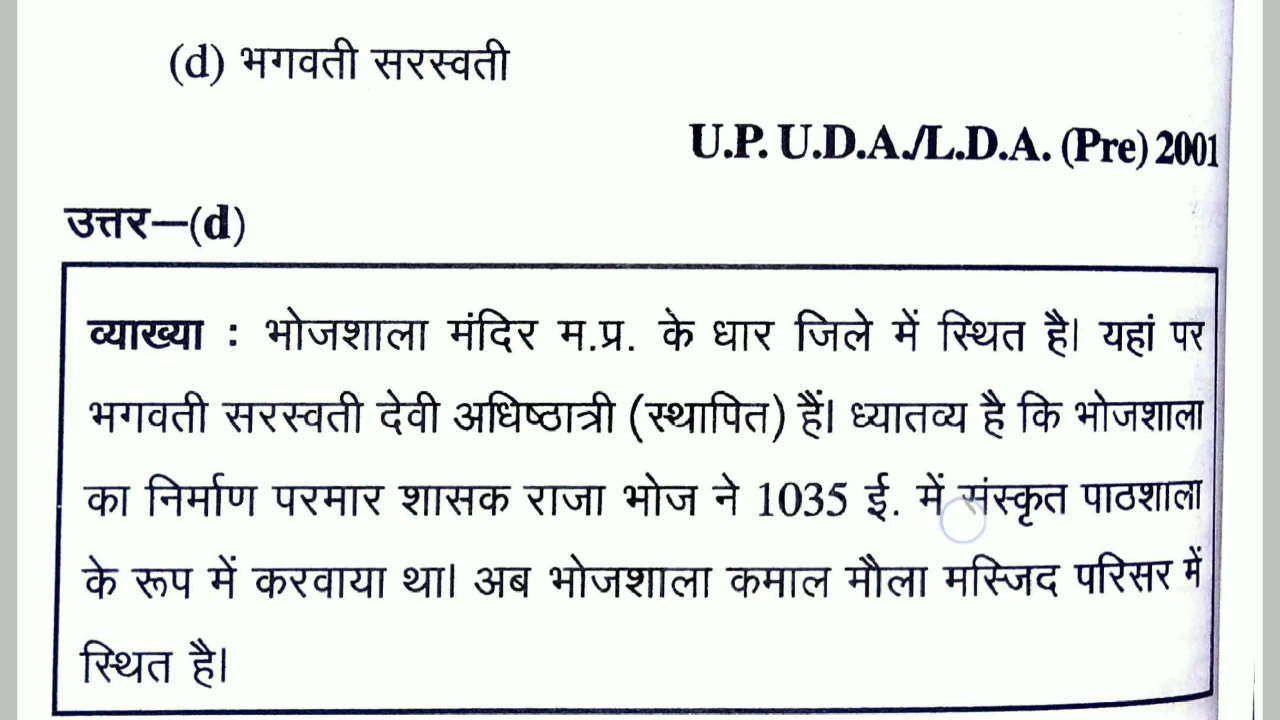 (d) भगवती सरस्वती
U.P. U.D.A./L.D.A. (Pre) 2001
उत्तर—(d)
व्याख्या : भोजशाला मंदिर म.प्र. के धार जिले में स्थित है। यहां पर
भगवती सरस्वती देवी अधिष्ठात्री (स्थापित) हैं। ध्यातव्य है कि भोजशाला
का निर्माण परमार शासक राजा भोज ने 1035 ई. में संस्कृत पाठशाला
के रूप में करवाया था। अब भोजशाला कमाल मौला मस्जिद परिसर में
स्थित है।